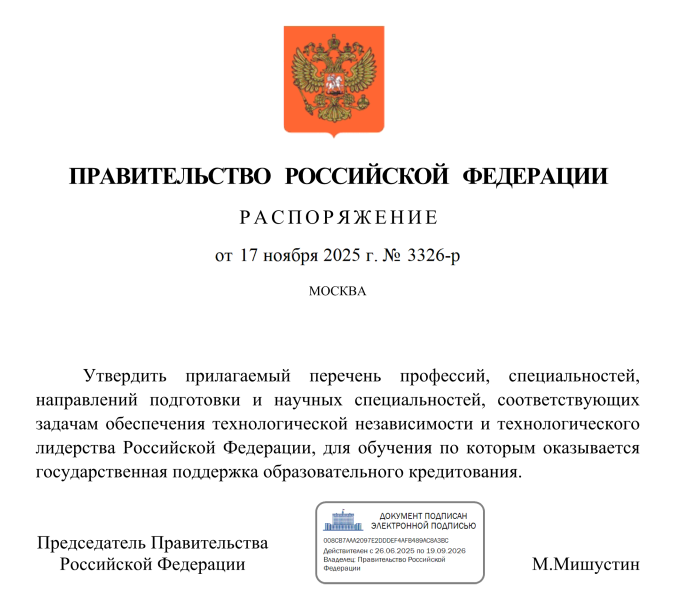 ПРАВИТЕЛЬСТВО РОССИЙСКОЙ ФЕДЕРАЦИИ
РАСПОРЯЖЕНИЕ
от 17 ноября 2025 г. № 3326-р
МОСКВА
Утвердить прилагаемый перечень профессий, специальностей,
направлений подготовки и научных специальностей, соответствующих
задачам обеспечения технологической независимости и технологического
лидерства Российской Федерации, для обучения по которым оказывается
государственная поддержка образовательного кредитования.
Председатель Правительства
Российской Федерации
ДОКУМЕНТ ПОДПИСАН
ЭЛЕКТРОННОЙ ПОДПИСЬЮ
008CB7AAA2097E2DDDEF4AFB489AC8A3BC
Действителен с 26.06.2025 по 19.09.2026
Владелец: Правительство Российской
Федерации
М.Мишустин